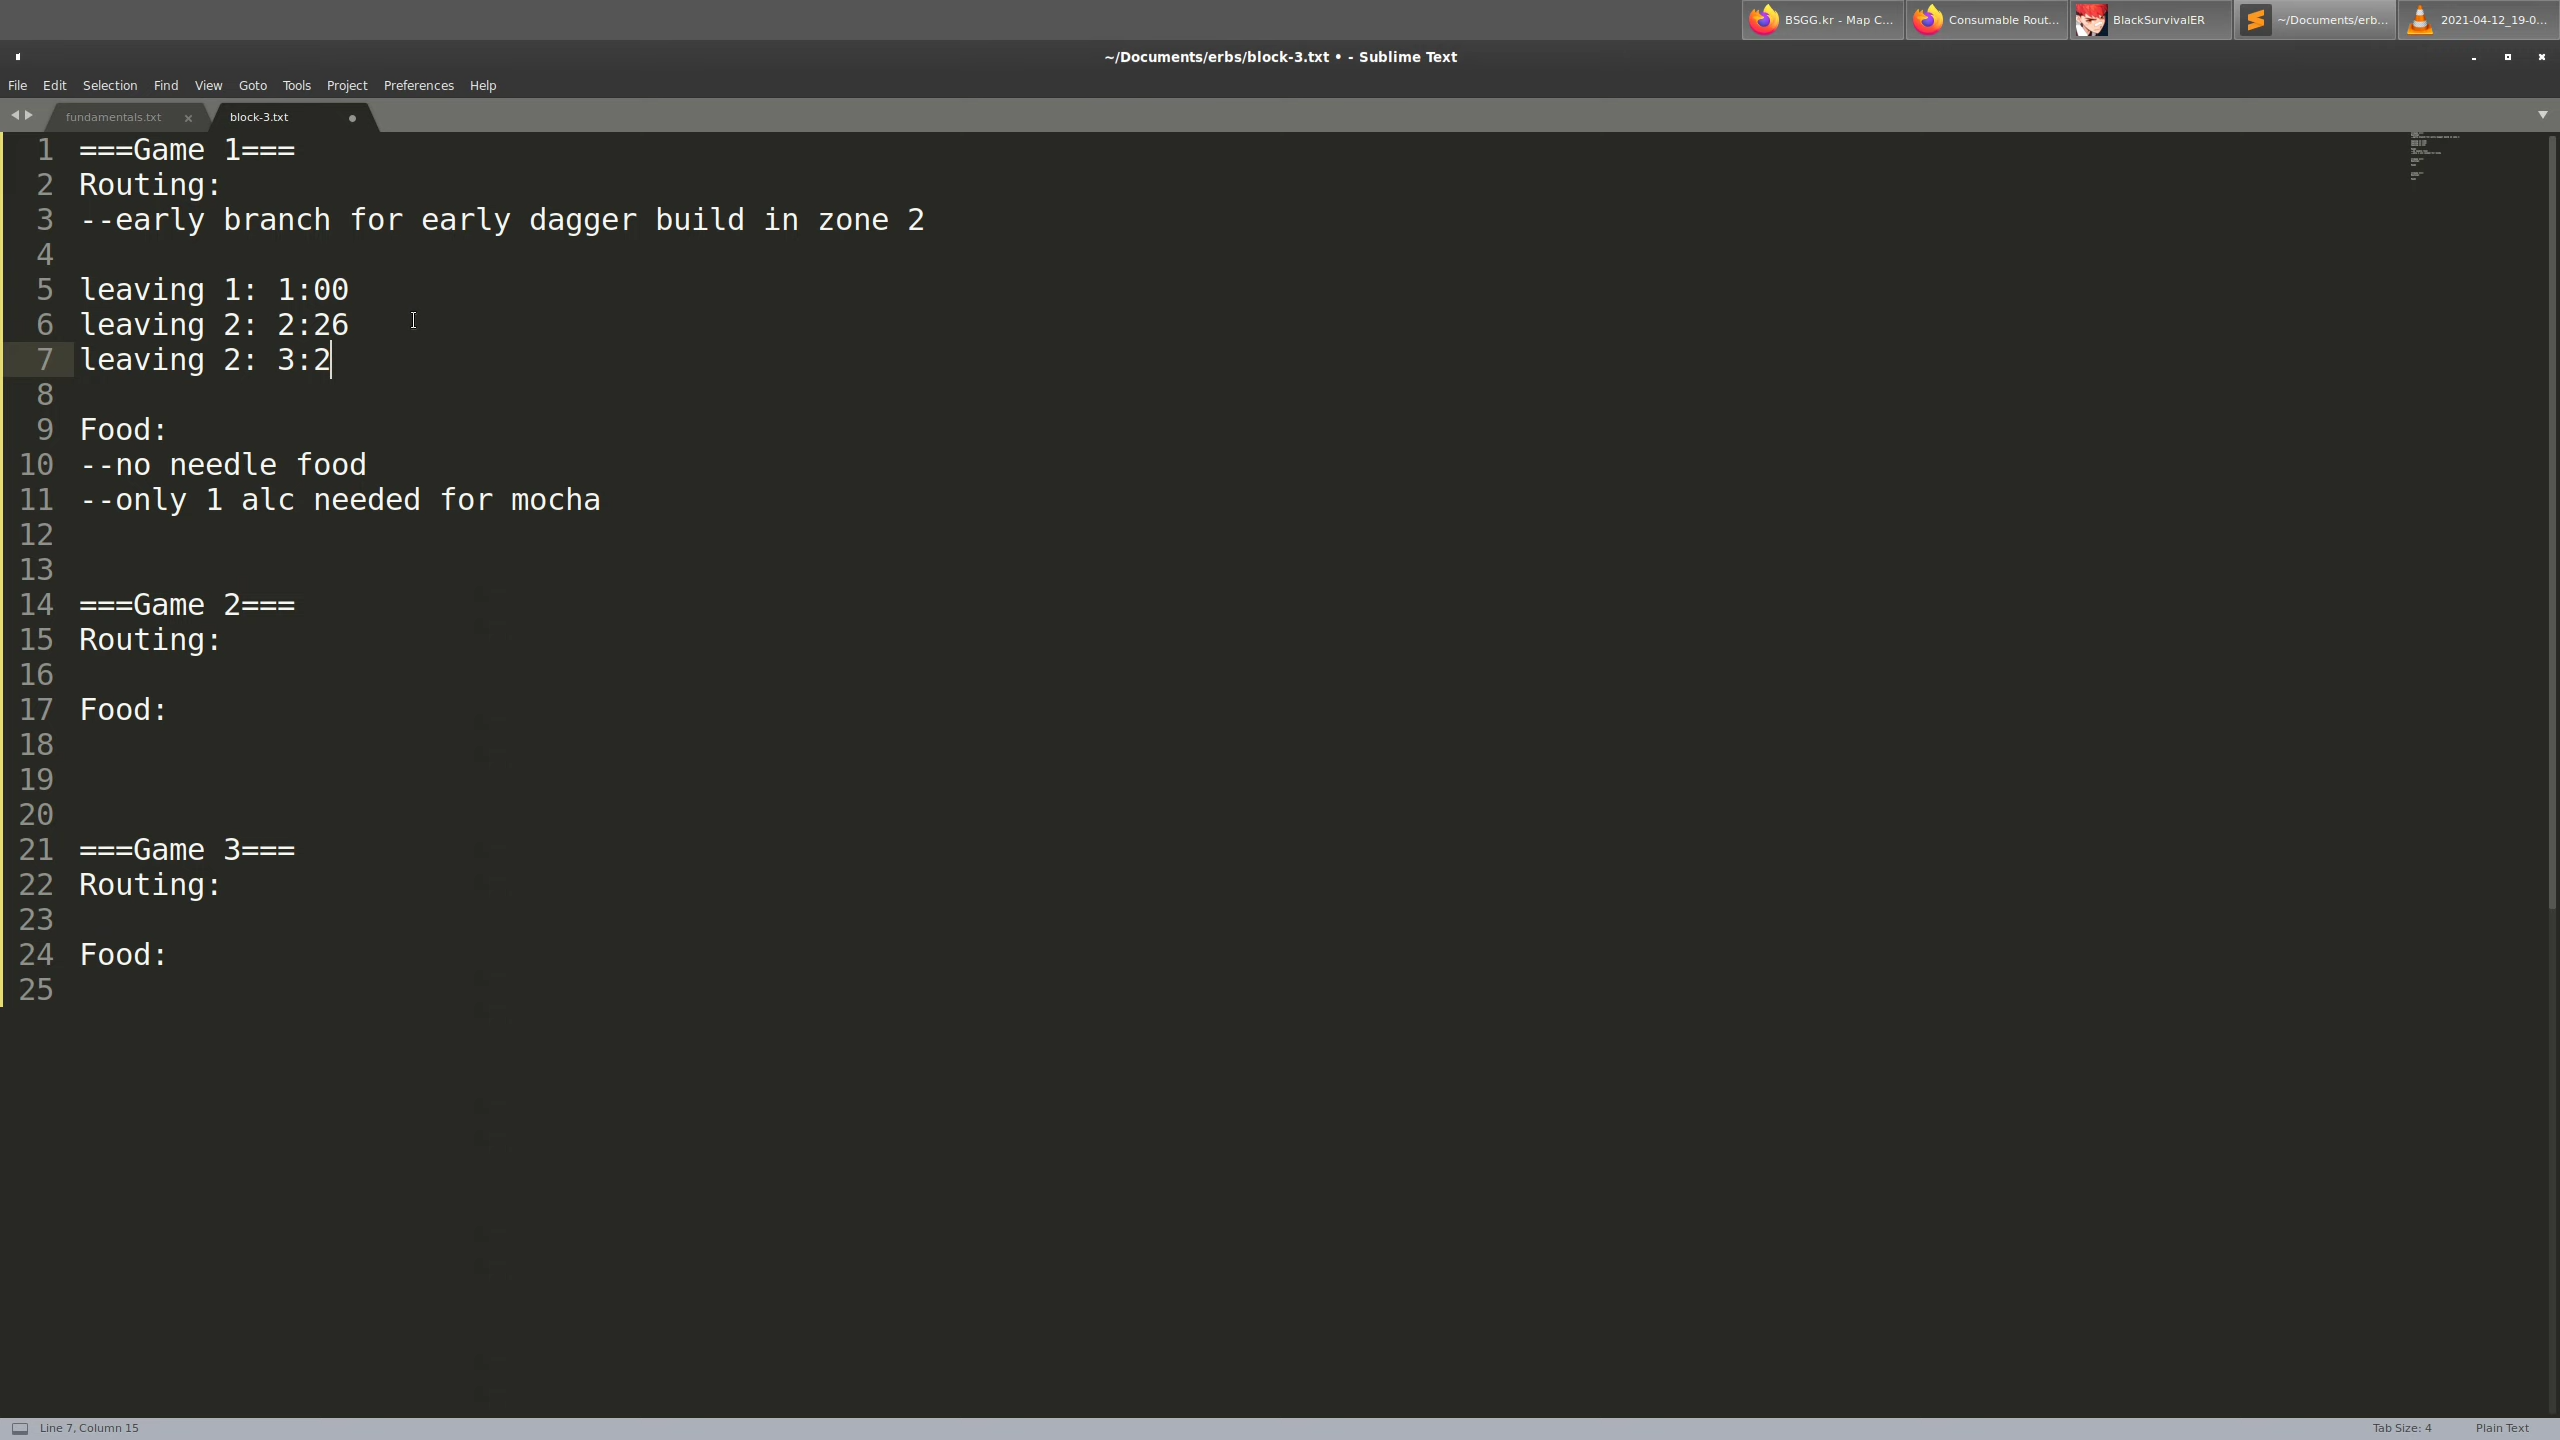 BSGG.kr - Map C...
Consumable Rout...
BlackSurvivalER
~/Documents/erb...
2021-04-12_19-0...
~/Documents/erbs/block-3.txt • - Sublime Text
File Edit Selection Find View Goto Tools Project Preferences Help
fundamentals.txt
block-3.txt
1 ===Game 1===
2 Routing:
3 --early branch for early dagger build in zone 2
4
5 leaving 1: 1:00
6 leaving 2: 2:26
7 leaving 2: 3:2
8
9 Food:
10 --no needle food
11 --only 1 alc needed for mocha
12
13
14 ===Game 2===
15 Routing:
16
17 Food:
18
19
20
21 ===Game 3===
22 Routing:
23
24 Food:
25
Line 7, Column 15
Tab Size: 4
Plain Text